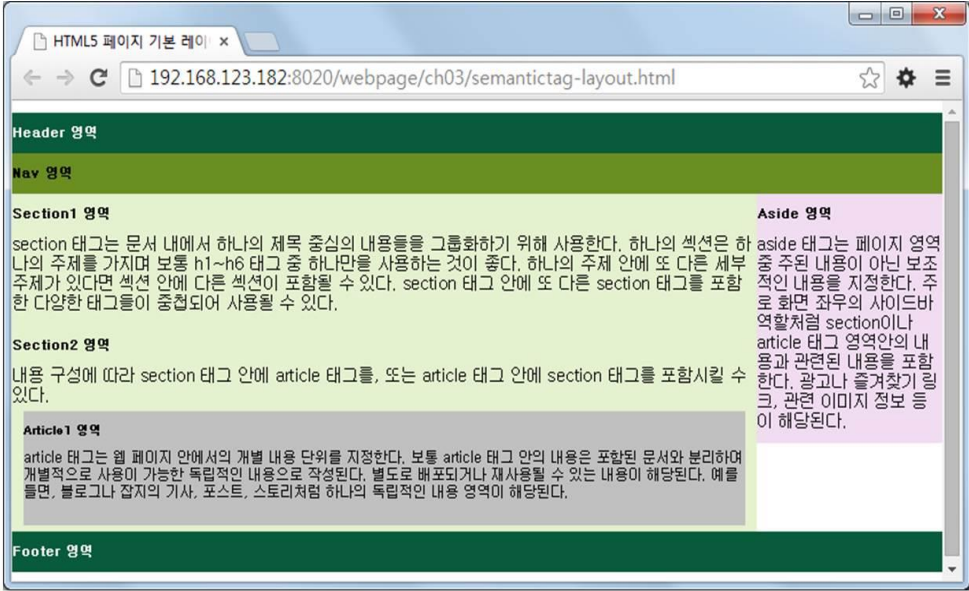 HTML5 페이지 기본 레이
192.168.123.182:8020/webpage/ch03/semantictag-layout.html
Header 영역
Nav 영역
Section1 영역
section 태그는 문서 내에서 하나의 제목 중심의 내용들을 그룹화하기 위해 사용한다. 하나의 섹션은 하
나의 주제를 가지며 보통 h1~h6 태그 중 하나만을 사용하는 것이 좋다. 하나의 주제 안에 또 다른 세부
주제가 있다면 섹션 안에 다른 섹션이 포함될 수 있다. section 태그 안에 또 다른 section 태그를 포함
한 다양한 태그들이 중첩되어 사용될 수 있다.
Section2 영역
내용 구성에 따라 section 태그 안에 article 태그를, 또는 article 태그 안에 section 태그를 포함시킬 수
있다.
Article1 영역
article 태그는 웹 페이지 안에서의 개별 내용 단위를 지정한다. 보통 article 태그 안의 내용은 포함된 문서와 분리하며
개별적으로 사용이 가능한 독립적인 내용으로 작성된다. 별도로 배포되거나 재사용될 수 있는 내용이 해당된다. 예를
들면, 블로그나 잡지의 기사, 포스트, 스토리처럼 하나의 독립적인 내용 영역이 해당된다.
Aside 영역
aside 태그는 페이지 영역
중 주된 내용이 아닌 보조
적인 내용을 지정한다. 주
로 화면 좌우의 사이드바
역할처럼 section이나
article 태그 영역안의 내
용과 관련된 내용을 포함
한다. 광고나 즐겨찾기 링
크, 관련 이미지 정보 등
이 해당된다.
Footer 영역